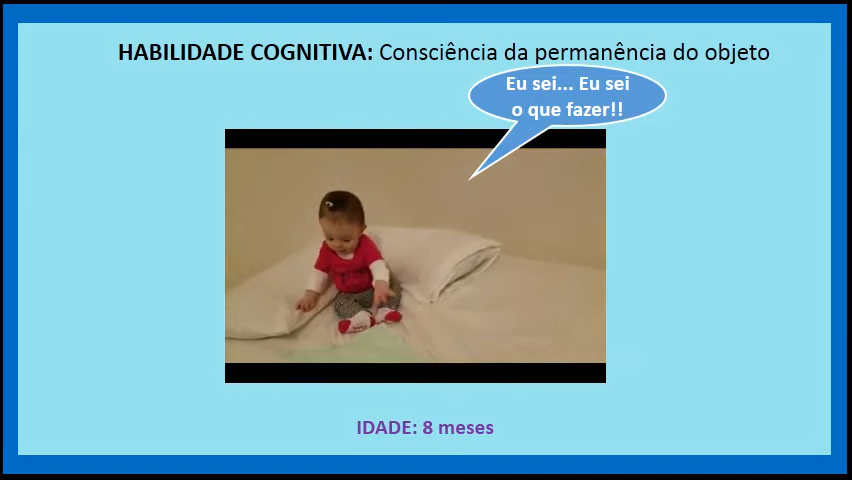 HABILIDADE COGNITIVA: Consciência da permanência do objeto
Eu sei... Eu sei
o que fazer!!
IDADE: 8 meses